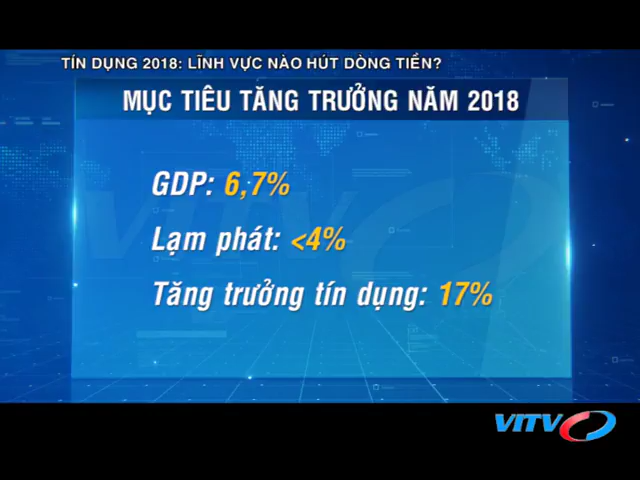 TÍN DỤNG 2018: LĨNH VỰC NÀO HÚT DÒNG TIỀN?
MỤC TIÊU TĂNG TRƯỞNG NĂM 2018
GDP: 6,7%
Lạm phát: <4%
Tăng trưởng tín dụng: 17%
VITV